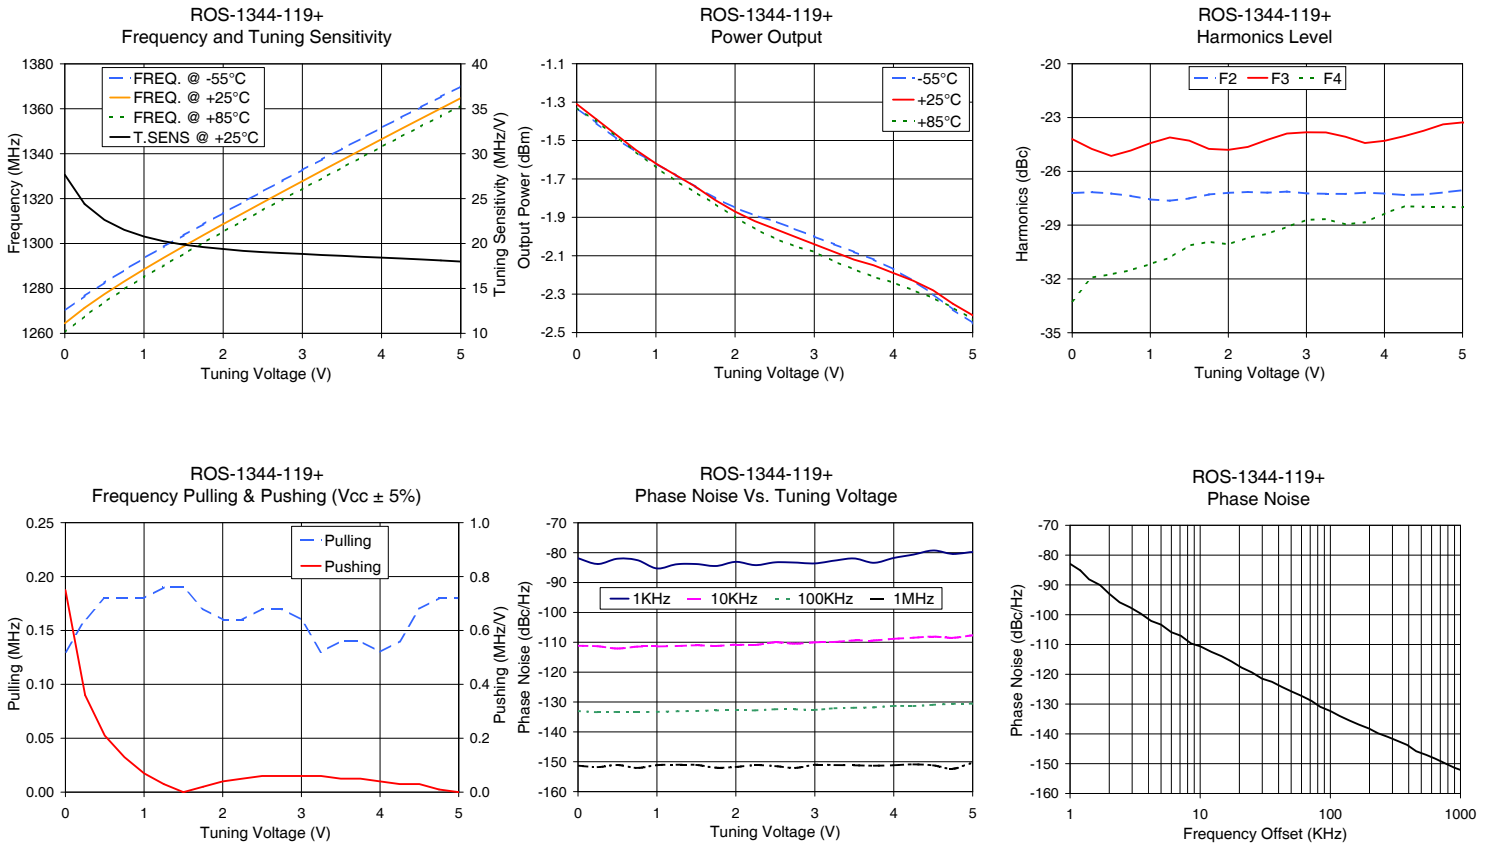 ROS-1344-119+
Frequency and Tuning Sensitivity
1380
1360
1340
1320
1300
1280
1260
Frequency (MHz)
FREQ. @ -55°C
FREQ. @ +25°C
FREQ. @ +85°C
T.SENS @ +25°C
40
35
30
25
20
15
10
Tuning Sensitivity (MHz/V)
0 1 2 3 4 5
Tuning Voltage (V)
ROS-1344-119+
Power Output
-1.1
-1.3
-1.5
-1.7
-1.9
-2.1
-2.3
-2.5
Output Power (dBm)
-55°C
+25°C
+85°C
0 1 2 3 4 5
Tuning Voltage (V)
ROS-1344-119+
Harmonics Level
-20
-23
-26
-29
-32
-35
Harmonics (dBc)
F2 F3 F4
0 1 2 3 4 5
Tuning Voltage (V)
ROS-1344-119+
Frequency Pulling & Pushing (Vcc ± 5%)
0.25
0.20
0.15
0.10
0.05
0.00
Pulling (MHz)
Pulling
Pushing
1.0
0.8
0.6
0.4
0.2
0.0
Pushing (MHz/V)
0 1 2 3 4 5
Tuning Voltage (V)
ROS-1344-119+
Phase Noise Vs. Tuning Voltage
-70
-80
-90
-100
-110
-120
-130
-140
-150
-160
Phase Noise (dBc/Hz)
1KHz 10KHz 100KHz 1MHz
0 1 2 3 4 5
Tuning Voltage (V)
ROS-1344-119+
Phase Noise
-70
-80
-90
-100
-110
-120
-130
-140
-150
-160
Phase Noise (dBc/Hz)
1 10 100 1000
Frequency Offset (KHz)